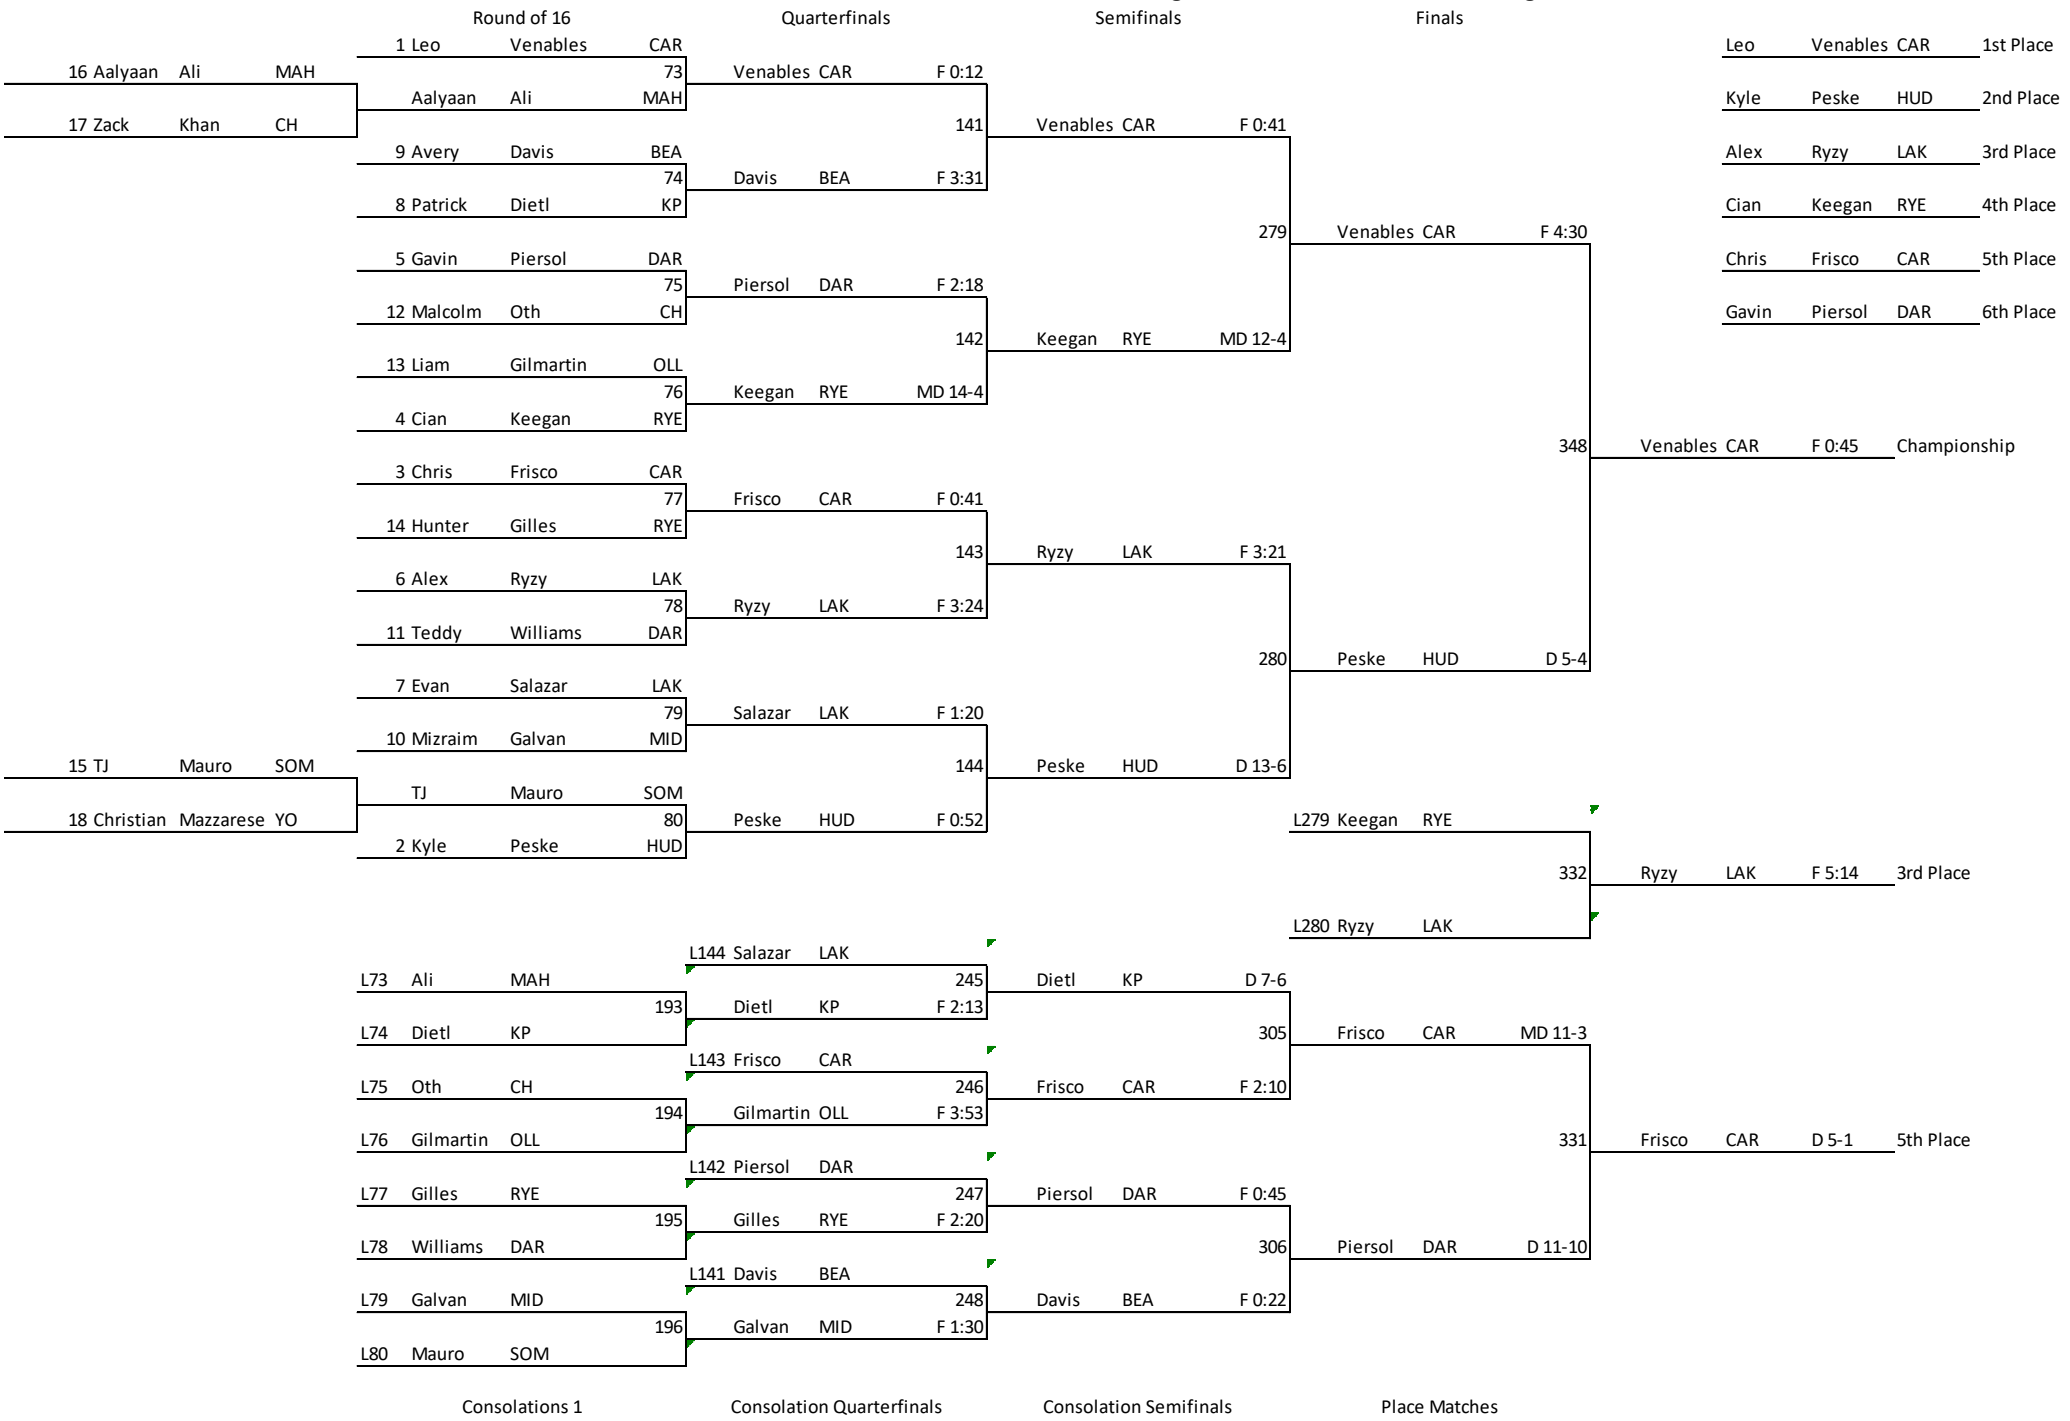 Round of 16 Quarterfinals Semifinals Finals
1 Leo Venables CAR Leo Venables CAR 1st Place
16 Aalyaan Ali MAH 73 Venables CAR F 0:12
Aalyaan Ali MAH Kyle Peske HUD 2nd Place
17 Zack Khan CH 141 Venables CAR F 0:41
9 Avery Davis BEA Alex Ryzy LAK 3rd Place
74 Davis BEA F 3:31
8 Patrick Dietl KP Cian Keegan RYE 4th Place
279 Venables CAR F 4:30
5 Gavin Piersol DAR Chris Frisco CAR 5th Place
75 Piersol DAR F 2:18
12 Malcolm Oth CH Gavin Piersol DAR 6th Place
142 Keegan RYE MD 12-4
13 Liam Gilmartin OLL
76 Keegan RYE MD 14-4
4 Cian Keegan RYE
348 Venables CAR F 0:45 Championship
3 Chris Frisco CAR
77 Frisco CAR F 0:41
14 Hunter Gilles RYE
143 Ryzy LAK F 3:21
6 Alex Ryzy LAK
78 Ryzy LAK F 3:24
11 Teddy Williams DAR
280 Peske HUD D 5-4
7 Evan Salazar LAK
79 Salazar LAK F 1:20
10 Mizraim Galvan MID
15 TJ Mauro SOM 144 Peske HUD D 13-6
TJ Mauro SOM
18 Christian Mazzarese YO 80 Peske HUD F 0:52 L279 Keegan RYE
2 Kyle Peske HUD
332 Ryzy LAK F 5:14 3rd Place
L280 Ryzy LAK
L144 Salazar LAK
L73 Ali MAH 245 Dietl KP D 7-6
193 Dietl KP F 2:13
L74 Dietl KP 305 Frisco CAR MD 11-3
L143 Frisco CAR
L75 Oth CH 246 Frisco CAR F 2:10
194 Gilmartin OLL F 3:53
L76 Gilmartin OLL 331 Frisco CAR D 5-1 5th Place
L142 Piersol DAR
L77 Gilles RYE 247 Piersol DAR F 0:45
195 Gilles RYE F 2:20
L78 Williams DAR 306 Piersol DAR D 11-10
L141 Davis BEA
L79 Galvan MID 248 Davis BEA F 0:22
196 Galvan MID F 1:30
L80 Mauro SOM
Consolations 1 Consolation Quarterfinals Consolation Semifinals Place Matches